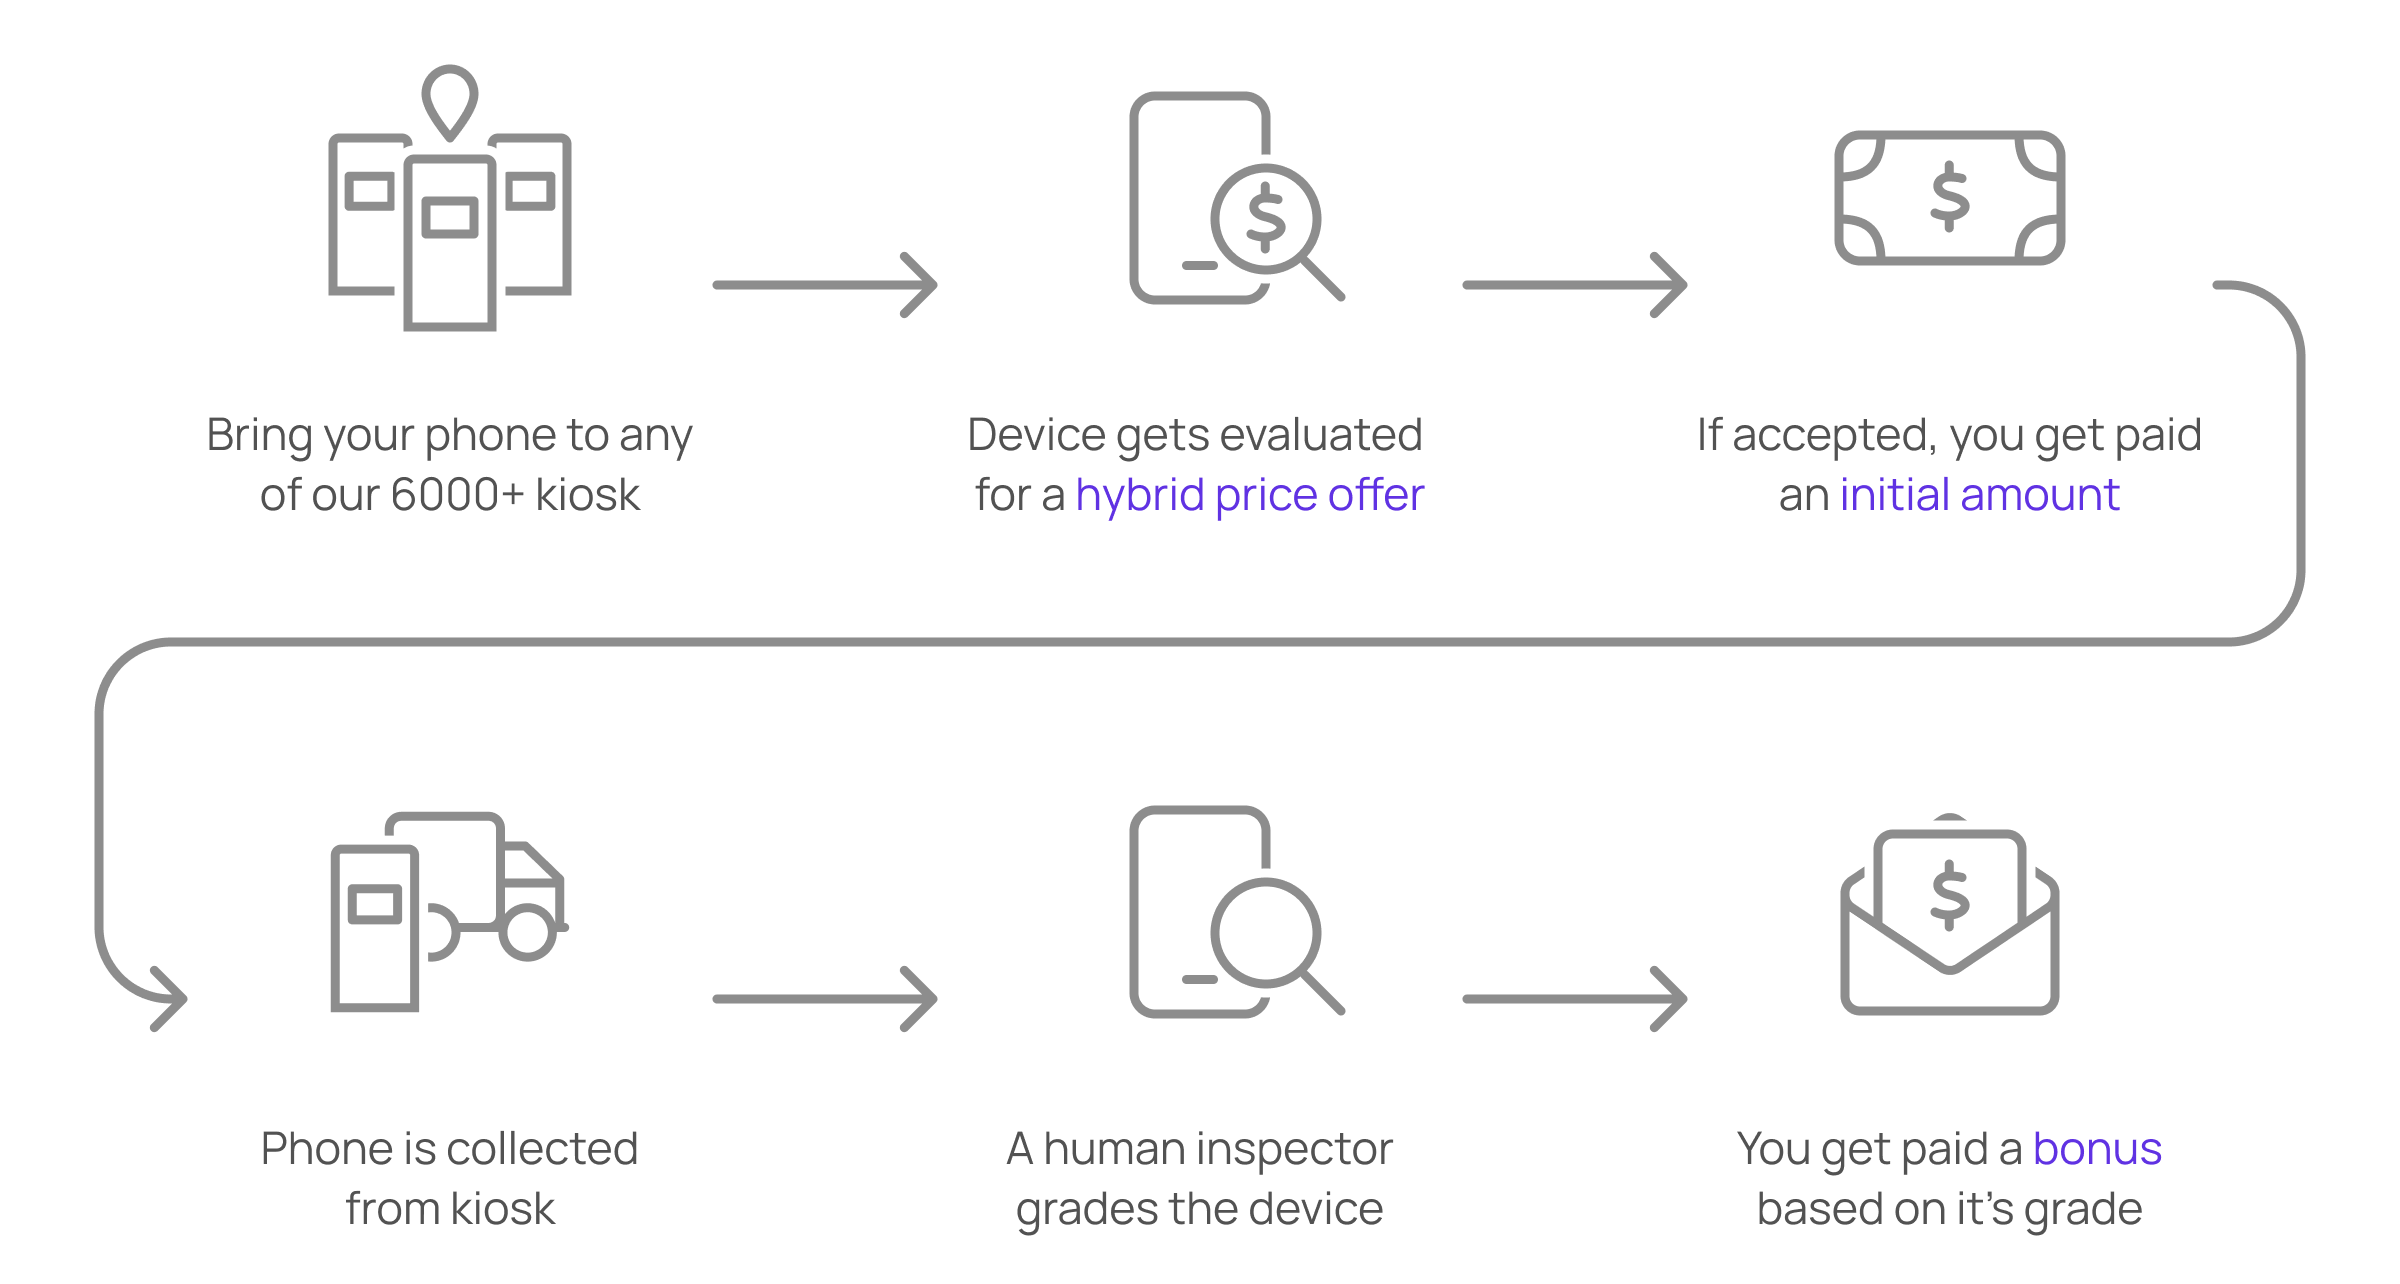 Bring your phone to any
of our 6000+ kiosk
Device gets evaluated
for a hybrid price offer
If accepted, you get paid
an initial amount
Phone is collected
from kiosk
A human inspector
grades the device
You get paid a bonus
based on it’s grade